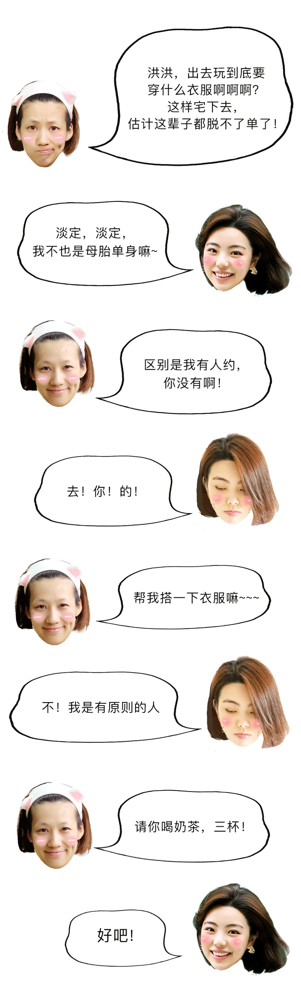 洪洪，出去玩到底要
穿什么衣服啊啊啊？
这样宅下去，
估计这辈子都脱不了单了！
淡定，淡定，
我不也是母胎单身嘛~
区别是我有人约，
你没有啊！
去！你！的！
帮我搭一下衣服嘛~~~
不！我是有原则的人
请你喝奶茶，三杯！
好吧!